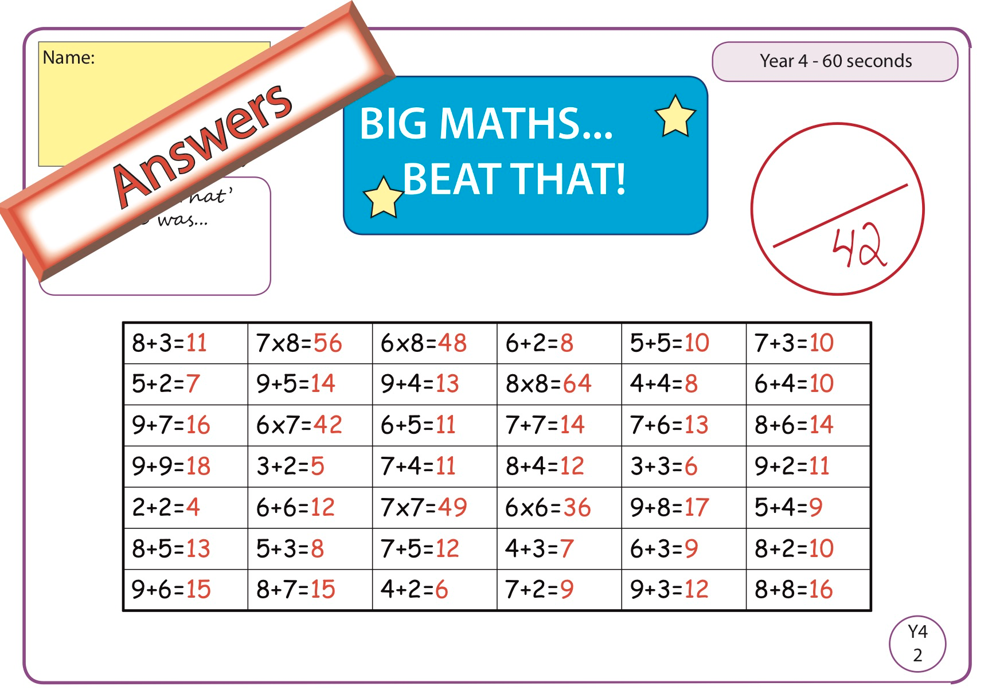 Name:
Answers
Year 4 - 60 seconds
BIG MATHS...
BEAT THAT!
was...
42
8+3=11 7x8=56 6x8=48 6+2=8 5+5=10 7+3=10
5+2=7 9+5=14 9+4=13 8x8=64 4+4=8 6+4=10
9+7=16 6x7=42 6+5=11 7+7=14 7+6=13 8+6=14
9+9=18 3+2=5 7+4=11 8+4=12 3+3=6 9+2=11
2+2=4 6+6=12 7x7=49 6x6=36 9+8=17 5+4=9
8+5=13 5+3=8 7+5=12 4+3=7 6+3=9 8+2=10
9+6=15 8+7=15 4+2=6 7+2=9 9+3=12 8+8=16
Y4
2